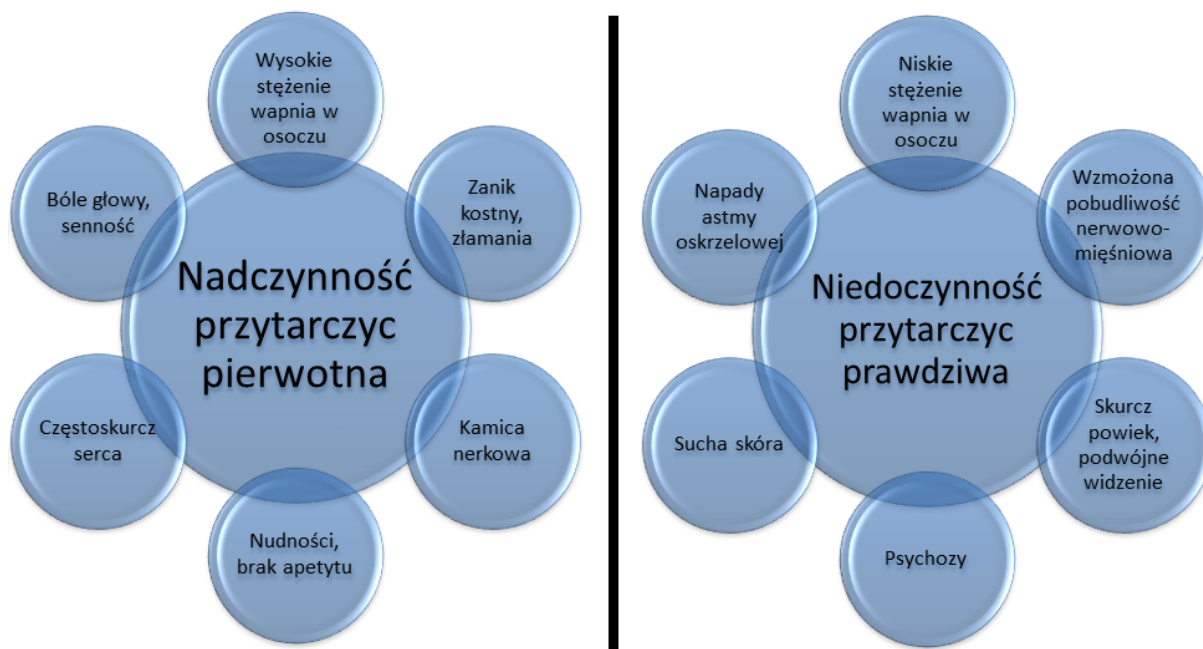 Wysokie
stężenie
wapnia w
osoczu
Zanik
kostny,
złamania
Kamica
nerkowa
Nudności,
brak apetytu
Częstoskurcz
serca
Bóle głowy,
senność
Nadczynność
przytarczyc
pierwotna
Niskie
stężenie
wapnia w
osoczu
Wzmożona
pobudliwość
nerwowo-
mięśniowa
Skurcz
powiek,
podwójne
widzenie
Psychozy
Sucha skóra
Napady
astmy
oskrzelowej
Niedoczynność
przytarczyc
prawdziwa